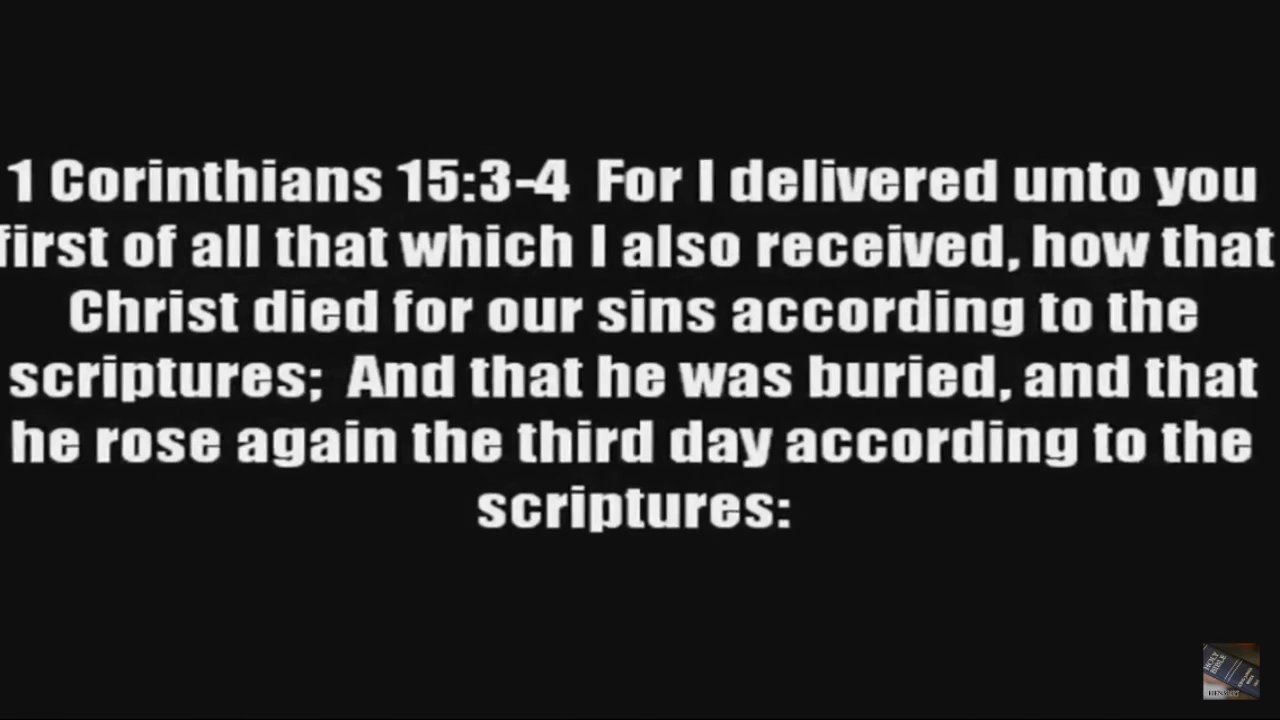 1 Corinthians 15:3-4  For I delivered unto you
first of all that which I also received, how that
Christ died for our sins according to the
scriptures;  And that he was buried, and that
he rose again the third day according to the
scriptures:
HOLY
BIBLE